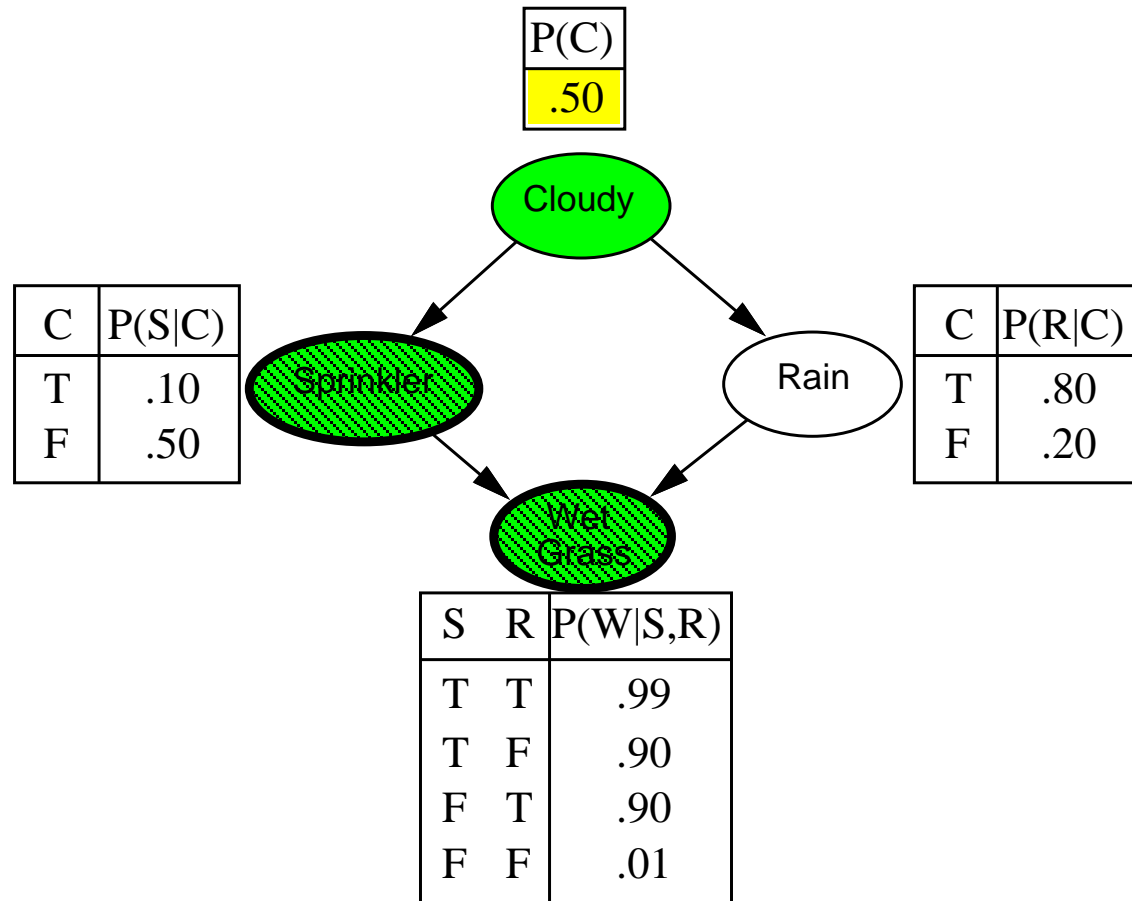 P(C)
.50
Cloudy
C P(S|C)
T .10
F .50
Sprinkler
Rain
C P(R|C)
T .80
F .20
Wet
Grass
S R P(W|S,R)
T T .99
T F .90
F T .90
F F .01